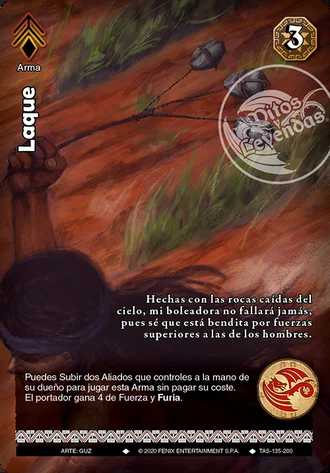 3
Arma
Laque
Mitos y Leyendas
Hechas con las rocas caídas del
cielo, mi boleadora no fallará jamás,
pues sé que está bendita por fuerzas
superiores a las de los hombres.
Puedes Subir dos Aliados que controles a la mano de
su dueño para jugar esta Arma sin pagar su coste.
El portador gana 4 de Fuerza y Furia.
ARTE: GUZ
© 2020 FENIX ENTERTAINMENT S.P.A.
TAS-135-200